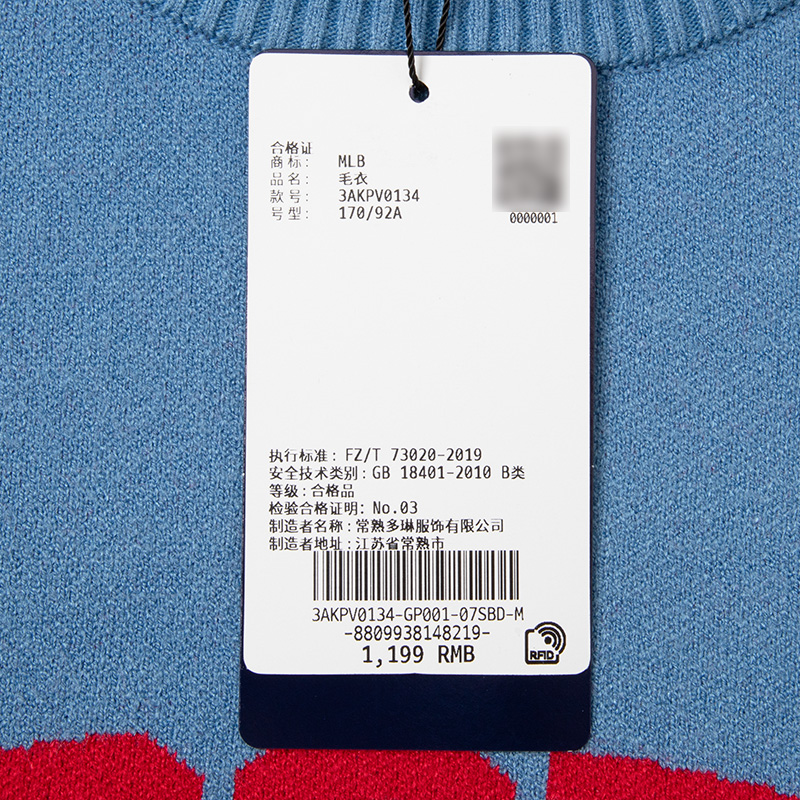 合格证
商标: MLB
品名: 毛衣
款号: 3AKPV0134
号型: 170/92A
0000001
执行标准: FZ/T 73020-2019
安全技术类别: GB 18401-2010 B类
等级: 合格品
检验合格证明: No.03
制造者名称: 常熟多琳服饰有限公司
制造者地址: 江苏省常熟市
3AKPV0134-GP001-07SBD-M
-8809938148219-
1,199 RMB
RFID